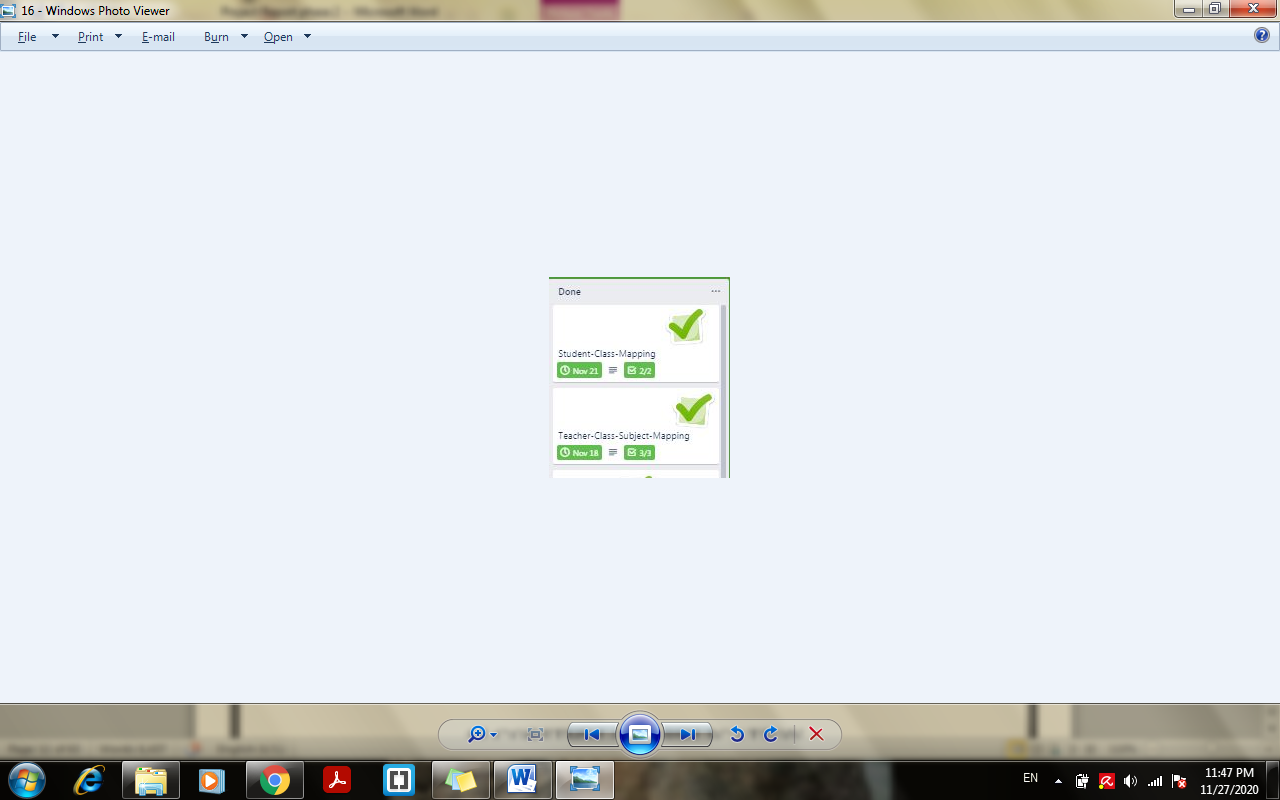 16 - Windows Photo Viewer
File Print E-mail Burn Open
Done
Student-Class-Mapping
Nov 21 2/2
Teacher-Class-Subject-Mapping
Nov 18 3/3
EN
11:47 PM
11/27/2020